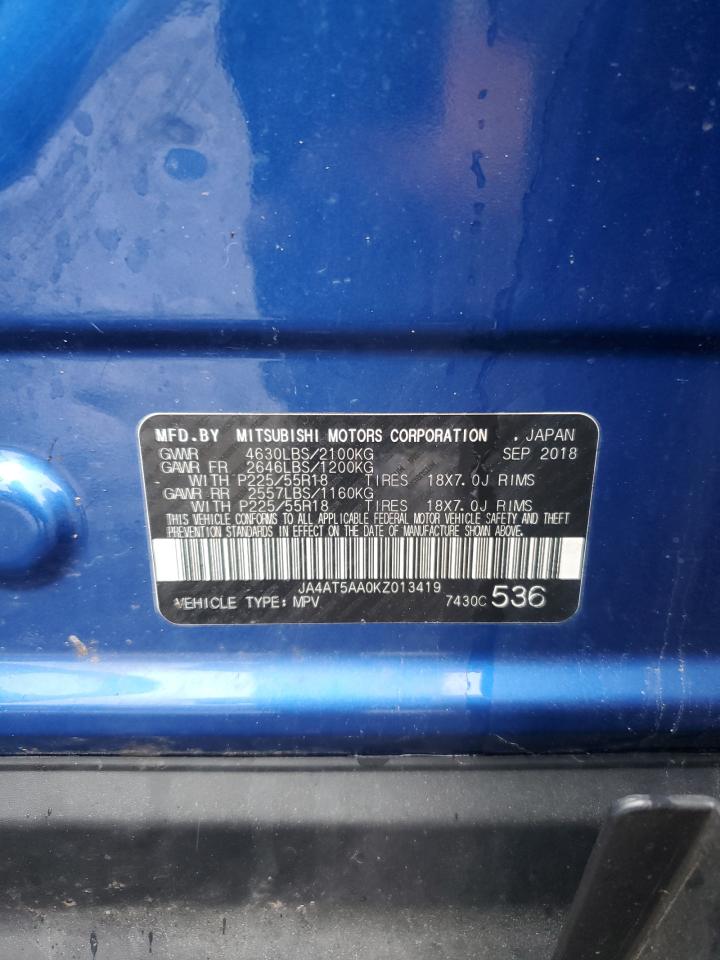 MFD.BY MITSUBISHI MOTORS CORPORATION . JAPAN
GVWR 4630LBS/2100KG SEP 2018
GAWR FR 2646LBS/1200KG
WITH P225/55R18 TIRES 18X7.0J RIMS
GAWR RR 2557LBS/1160KG
WITH P225/55R18 TIRES 18X7.0J RIMS
THIS VEHICLE CONFORMS TO ALL APPLICABLE FEDERAL MOTOR VEHICLE SAFETY AND THEFT
PREVENTION STANDARDS IN EFFECT ON THE DATE OF MANUFACTURE SHOWN ABOVE.
JA4AT5AA0KZ013419
VEHICLE TYPE: MPV 7430C 536